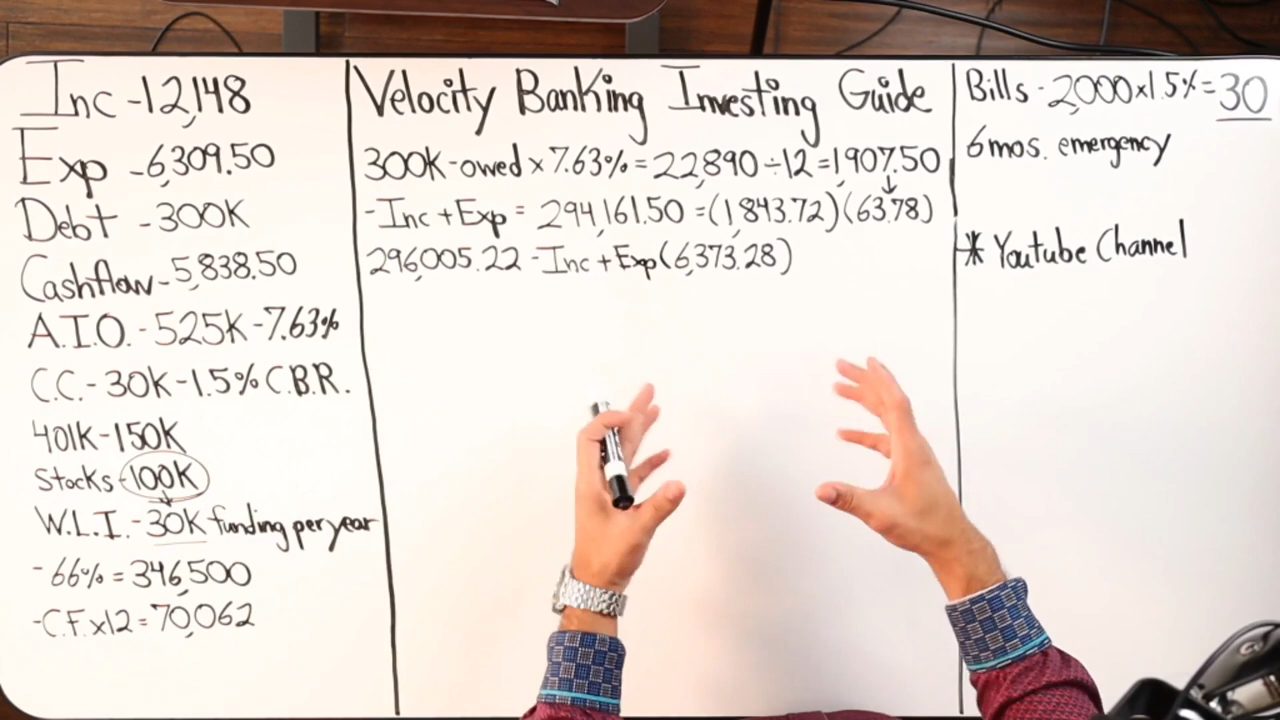 Inc - 12,148
Exp - 6,309.50
Debt - 300K
Cashflow - 5,838.50
A.I.O. - 525K - 7.63%
C.C. - 30K - 1.5% C.B.R.
401K - 150K
Stocks - 100K
W.L.I. - 30K funding per year
- 66% = 346,500
- C.F. x 12 = 70,062
Velocity Banking Investing Guide
300K - owed x 7.63% = 22,890 ÷ 12 = 1,907.50
- Inc + Exp = 294,161.50 = (1,843.72) (63.78)
296,005.22 - Inc + Exp (6,373.28)
Bills - 2,000 x 1.5% = 30
6 mos. emergency
* Youtube Channel